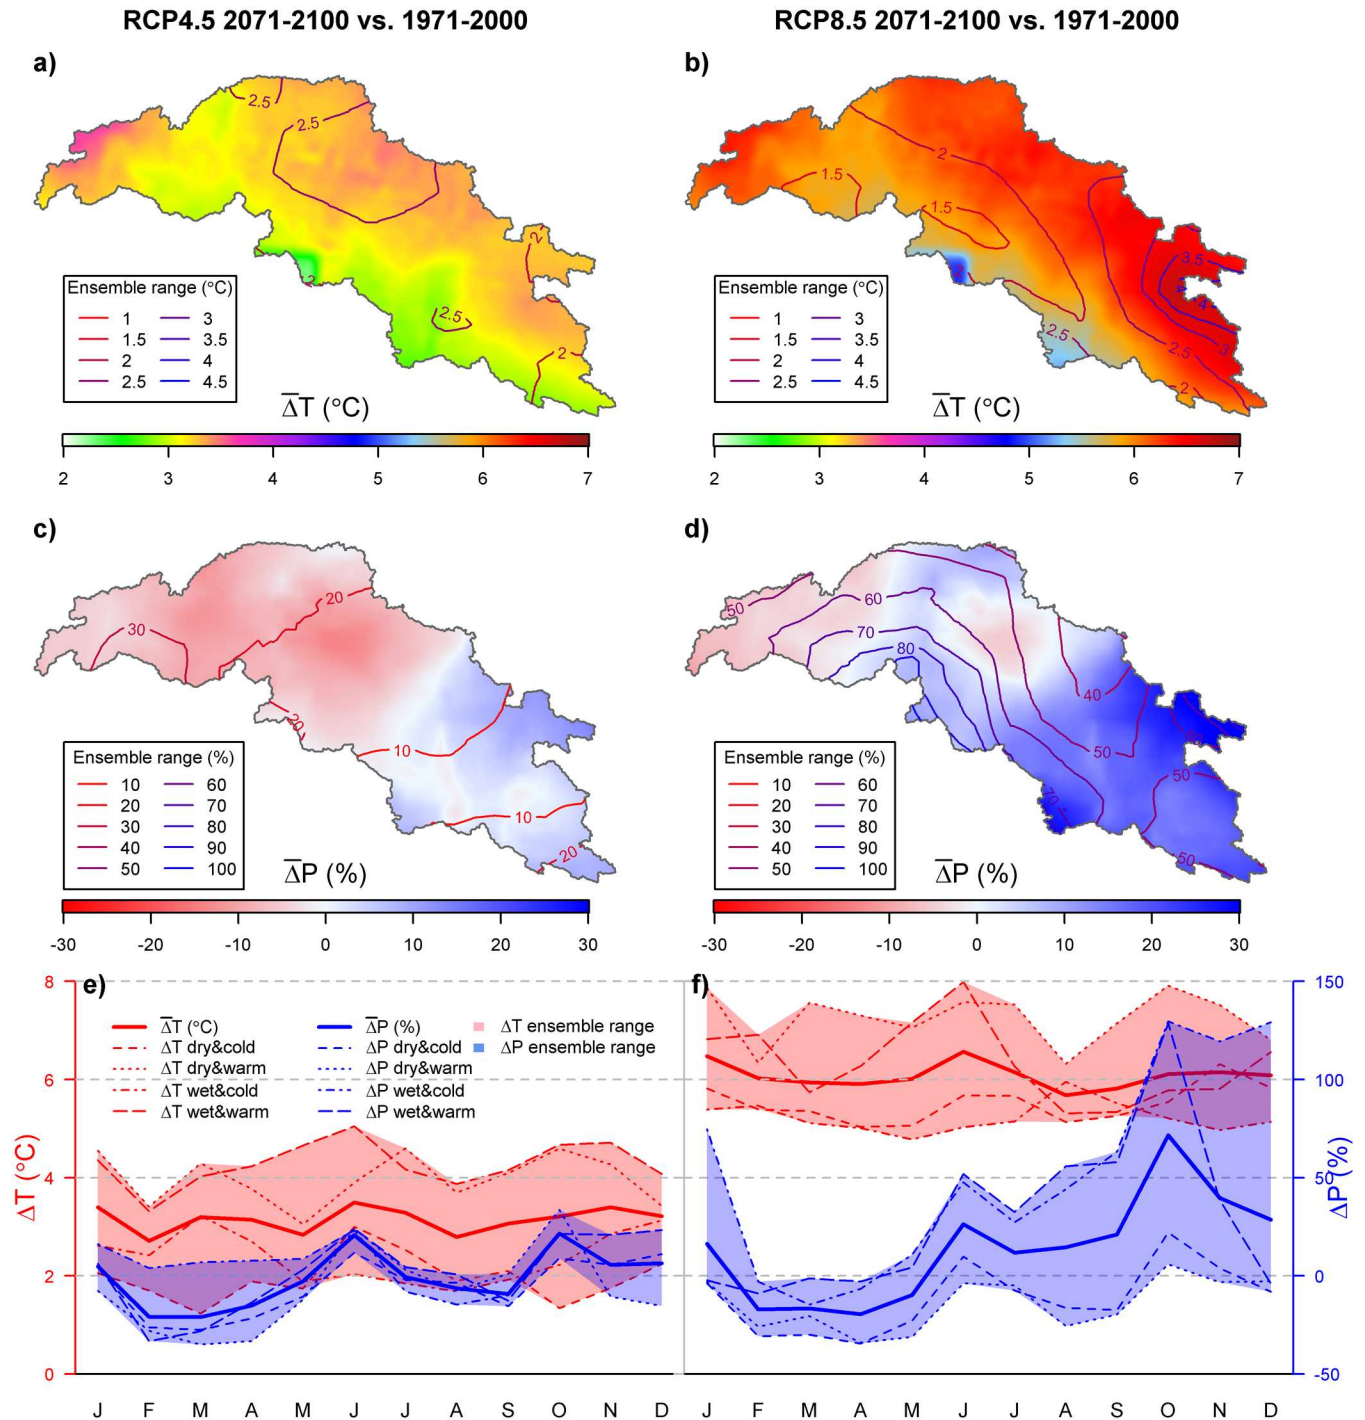 RCP4.5 2071-2100 vs. 1971-2000
RCP8.5 2071-2100 vs. 1971-2000
a)
2.5
2.5
2
2
2.5
2
Ensemble range (°C)
1 3
1.5 3.5
2 4
2.5 4.5
ΔT (°C)
2 3 4 5 6 7
b)
2
1.5
1.5
2
2.5
3.5
4
4
3
2.5
2
Ensemble range (°C)
1 3
1.5 3.5
2 4
2.5 4.5
ΔT (°C)
2 3 4 5 6 7
c)
20
30
20
10
10
20
Ensemble range (%)
10 60
20 70
30 80
40 90
50 100
ΔP (%)
-30 -20 -10 0 10 20 30
d)
50
60
70
80
40
50
50
70
50
Ensemble range (%)
10 60
20 70
30 80
40 90
50 100
ΔP (%)
-30 -20 -10 0 10 20 30
e)
ΔT (°C)
ΔT dry&cold
ΔT dry&warm
ΔT wet&cold
ΔT wet&warm
ΔP (%)
ΔP dry&cold
ΔP dry&warm
ΔP wet&cold
ΔP wet&warm
ΔT ensemble range
ΔP ensemble range
ΔT (°C)
8
6
4
2
0
J F M A M J J A S O N D
f)
150
100
50
0
-50
ΔP (%)
J F M A M J J A S O N D